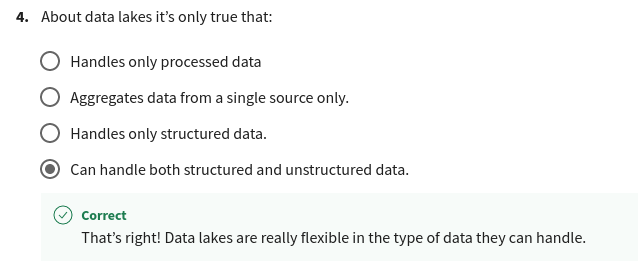 4. About data lakes it’s only true that:
Handles only processed data
Aggregates data from a single source only.
Handles only structured data.
Can handle both structured and unstructured data.
Correct
That’s right! Data lakes are really flexible in the type of data they can handle.